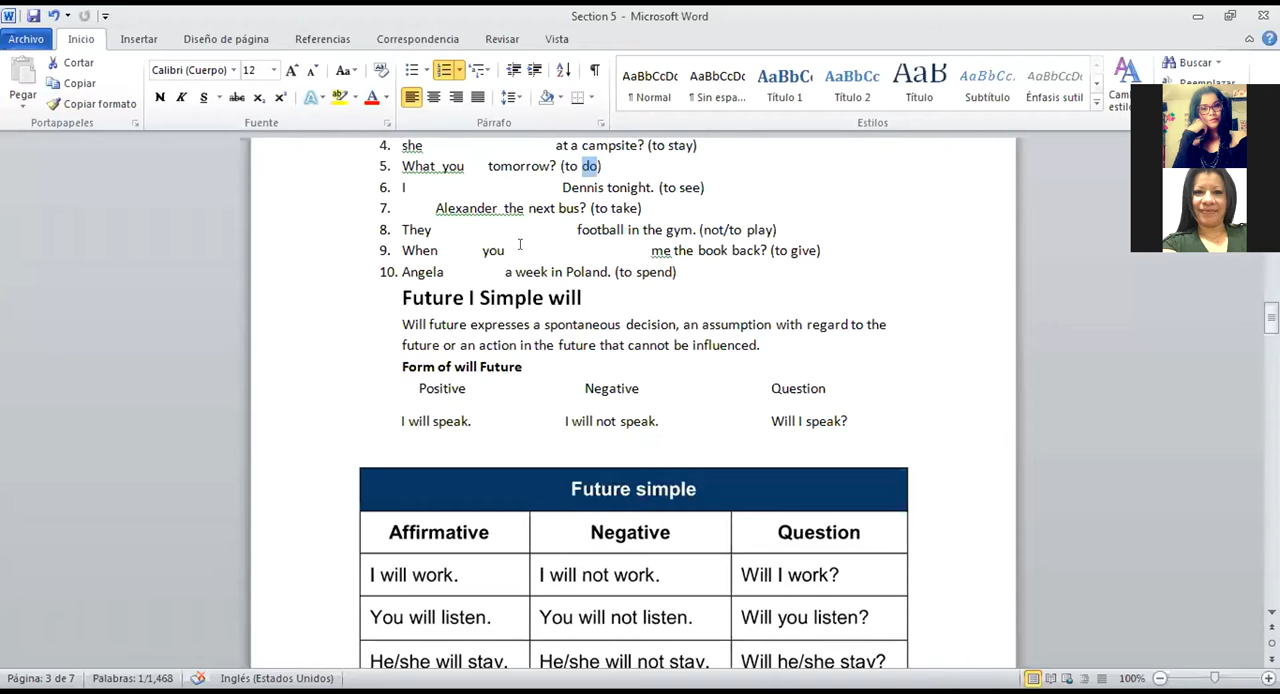 Section 5 - Microsoft Word
Archivo Inicio Insertar Diseño de página Referencias Correspondencia Revisar Vista
Pegar
Cortar
Copiar
Copiar formato
Calibri (Cuerpo) 12
AaBbCcDc AaBbCcDc AaBbCc AaBbCc AaB AaBbCc. AaBbCcDc
¶ Normal ¶ Sin espa... Título 1 Título 2 Título Subtítulo Énfasis sutil
Buscar
Portapapeles Fuente Párrafo Estilos
4. she at a campsite? (to stay)
5. What you tomorrow? (to do)
6. I Dennis tonight. (to see)
7. Alexander the next bus? (to take)
8. They football in the gym. (not/to play)
9. When you me the book back? (to give)
10. Angela a week in Poland. (to spend)
Future I Simple will
Will future expresses a spontaneous decision, an assumption with regard to the
future or an action in the future that cannot be influenced.
Form of will Future
Positive Negative Question
I will speak. I will not speak. Will I speak?
Future simple
Affirmative Negative Question
I will work. I will not work. Will I work?
You will listen. You will not listen. Will you listen?
He/she will stay. He/she will not stay. Will he/she stay?
Página: 3 de 7 Palabras: 1/1,468 Inglés (Estados Unidos) 100%